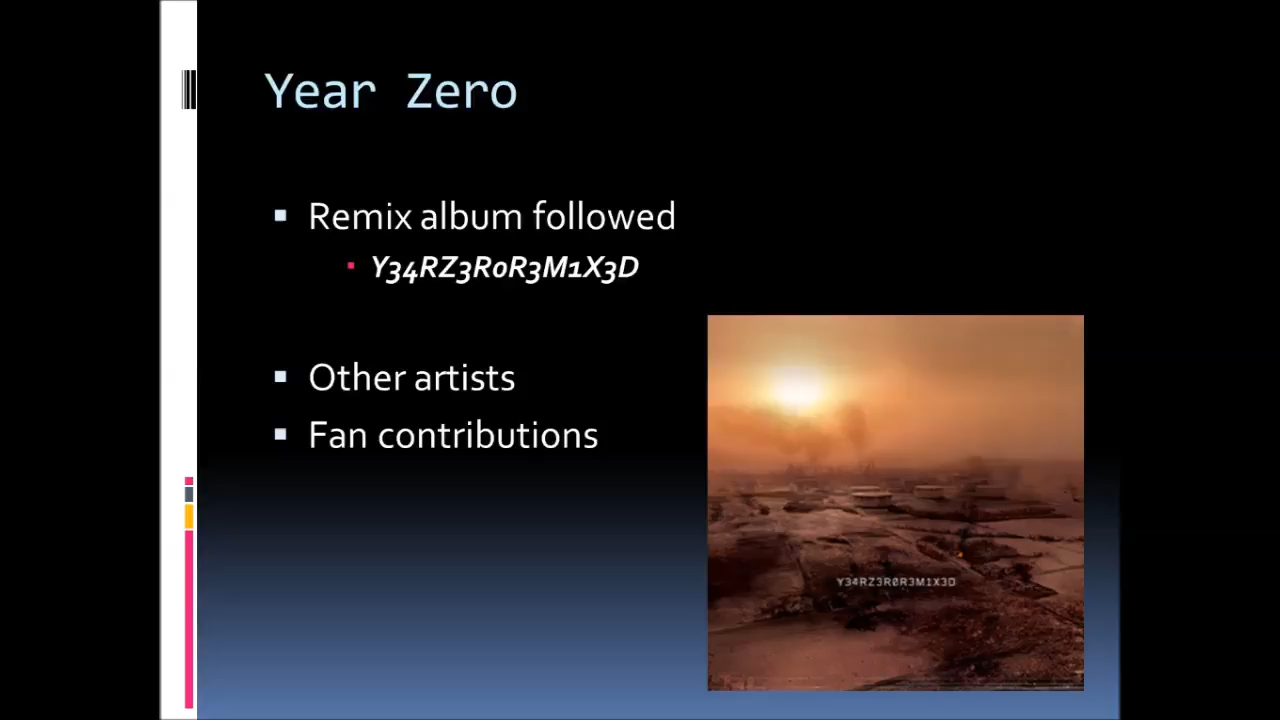 Year Zero
Remix album followed
Y34RZ3R0R3M1X3D
Other artists
Fan contributions
Y34RZ3R0R3M1X3D